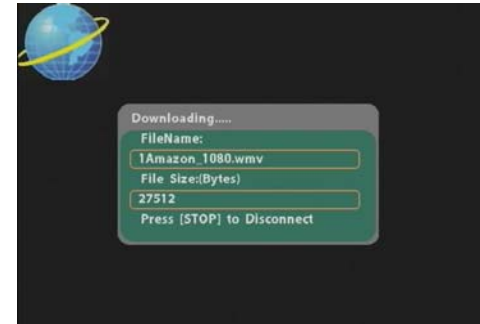 Downloading.....
FileName:
1Amazon_1080.wmv
File Size:(Bytes)
27512
Press [STOP] to Disconnect